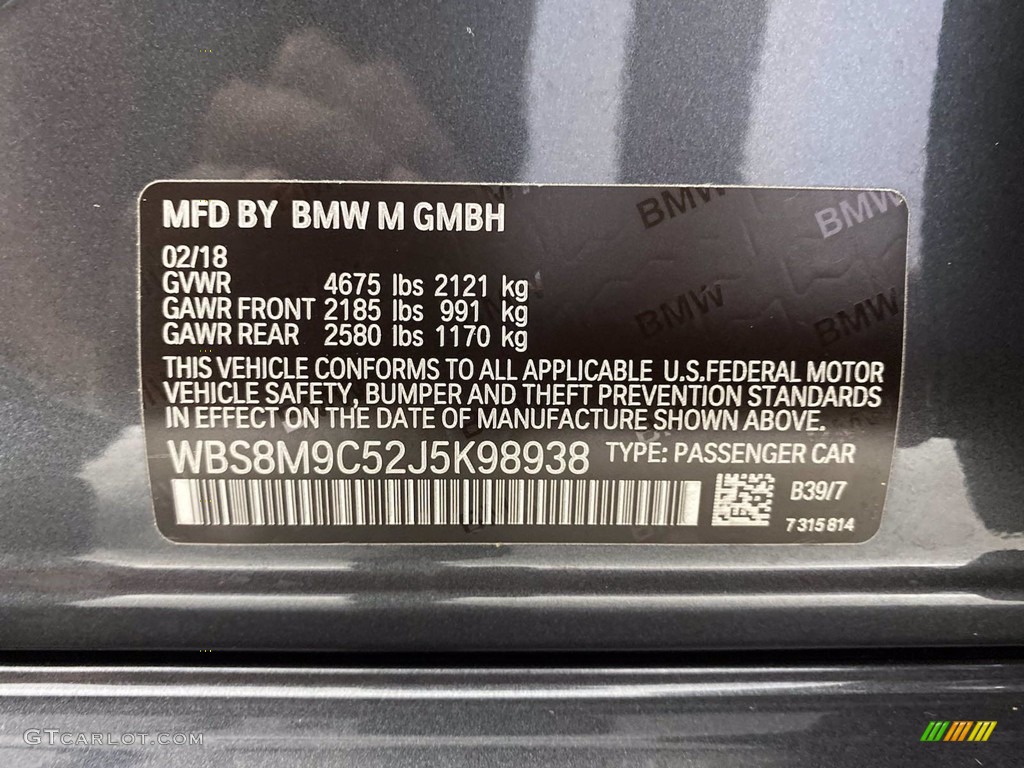 MFD BY BMW M GMBH
02/18
GVWR 4675 lbs 2121 kg
GAWR FRONT 2185 lbs 991 kg
GAWR REAR 2580 lbs 1170 kg
THIS VEHICLE CONFORMS TO ALL APPLICABLE U.S.FEDERAL MOTOR
VEHICLE SAFETY, BUMPER AND THEFT PREVENTION STANDARDS
IN EFFECT ON THE DATE OF MANUFACTURE SHOWN ABOVE.
WBS8M9C52J5K98938 TYPE: PASSENGER CAR
B39/7
7 315 814
BMW
BMW
BMW
BMW
GTCARLOT.COM